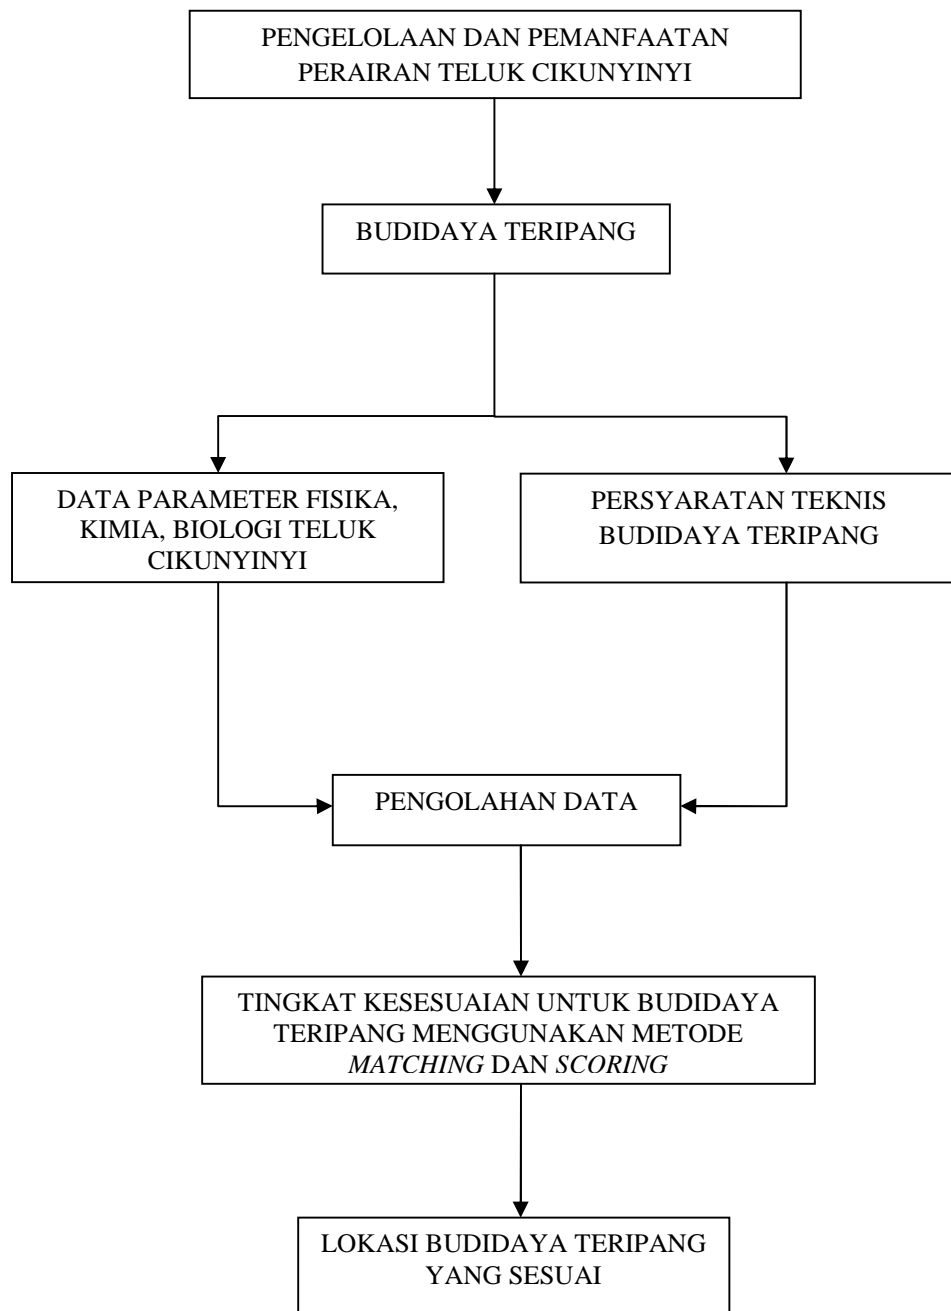 PENGELOLAAN DAN PEMANFAATAN
PERAIRAN TELUK CIKUNYINYI
BUDIDAYA TERIPANG
DATA PARAMETER FISIKA,
KIMIA, BIOLOGI TELUK
CIKUNYINYI
PERSYARATAN TEKNIS
BUDIDAYA TERIPANG
PENGOLAHAN DATA
TINGKAT KESESUAIAN UNTUK BUDIDAYA
TERIPANG MENGGUNAKAN METODE
MATCHING DAN SCORING
LOKASI BUDIDAYA TERIPANG
YANG SESUAI